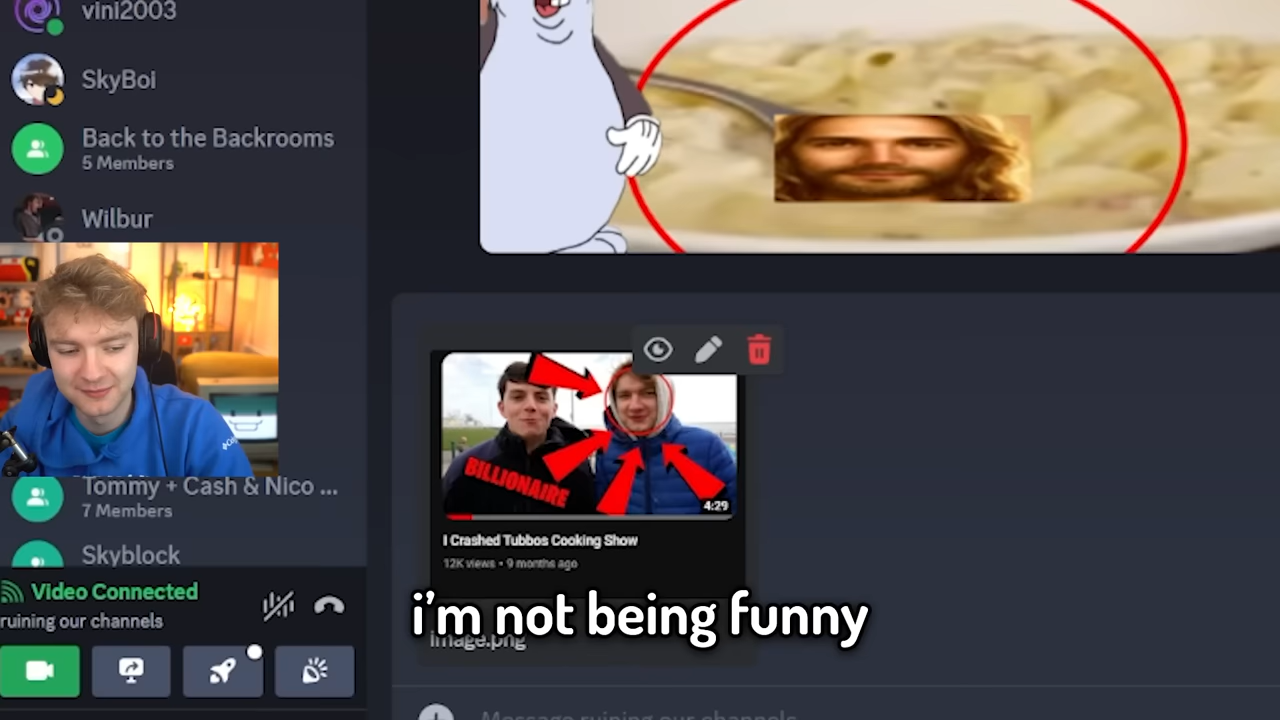 vini2003
SkyBoi
Back to the Backrooms
5 Members
Wilbur
Tommy + Cash & Nico ...
7 Members
Skyblock
Video Connected
ruining our channels
BILLIONAIRE
4:29
I Crashed Tubbos Cooking Show
12K views • 9 months ago
i'm not being funny
image.png
Message ruining our channels